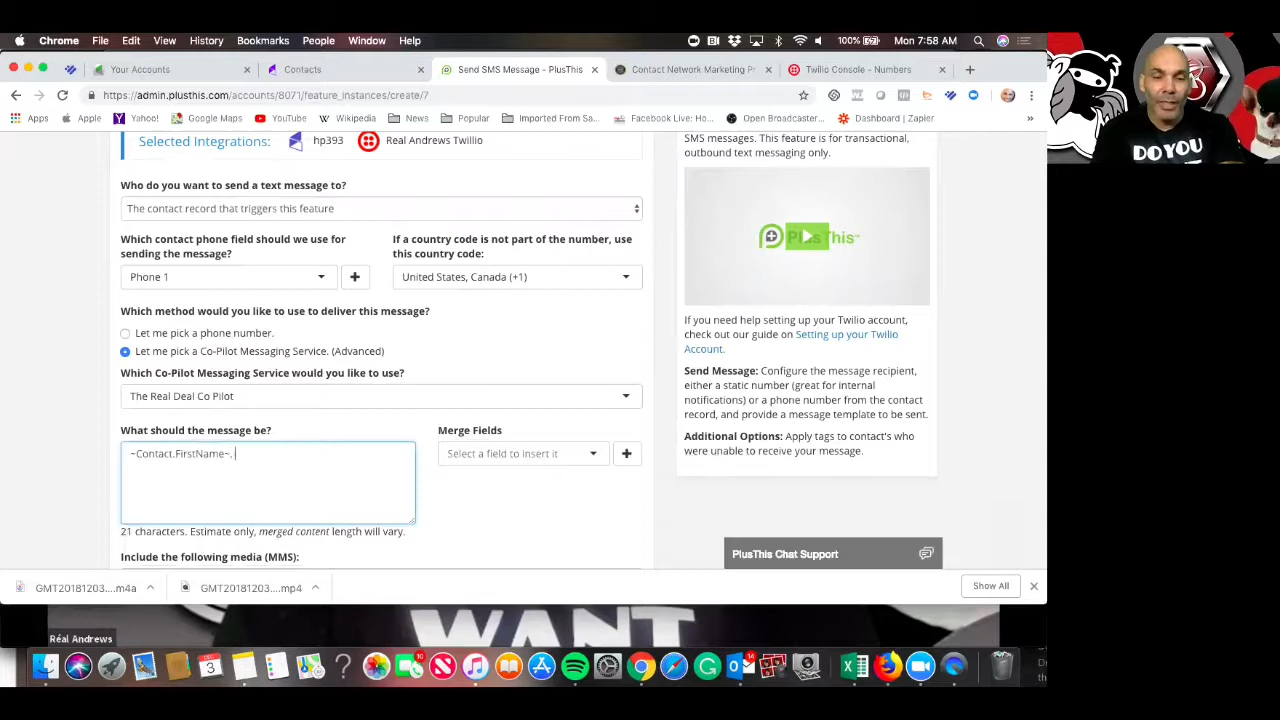 Chrome File Edit View History Bookmarks People Window Help
100% Mon 7:58 AM
Your Accounts
Contacts
Send SMS Message - PlusThis
Contact Network Marketing Pr
Twilio Console - Numbers
https://admin.plusthis.com/accounts/8071/feature_instances/create/7
Apps Apple Google Maps YouTube Yahoo! Wikipedia News Popular Imported From Sa... Facebook Live: Ho... Open Broadcaster... Dashboard | Zapier
DO YOU
Selected Integrations: hp393 Real Andrews Twillio
Who do you want to send a text message to?
The contact record that triggers this feature
Which contact phone field should we use for
sending the message?
Phone 1
If a country code is not part of the number, use
this country code:
United States, Canada (+1)
Which method would you like to use to deliver this message?
Let me pick a phone number.
Let me pick a Co-Pilot Messaging Service. (Advanced)
Which Co-Pilot Messaging Service would you like to use?
The Real Deal Co Pilot
What should the message be?
~Contact.FirstName~,
21 characters. Estimate only, merged content length will vary.
Merge Fields
Select a field to insert it
Include the following media (MMS):
SMS messages. This feature is for transactional,
outbound text messaging only.
PlusThis
If you need help setting up your Twilio account,
check out our guide on Setting up your Twilio
Account.
Send Message: Configure the message recipient,
either a static number (great for internal
notifications) or a phone number from the contact
record, and provide a message template to be sent.
Additional Options: Apply tags to contact's who
were unable to receive your message.
PlusThis Chat Support
GMT20181203....m4a
GMT20181203....mp4
Show All
WANT
Réal Andrews
DEC
3
10
14